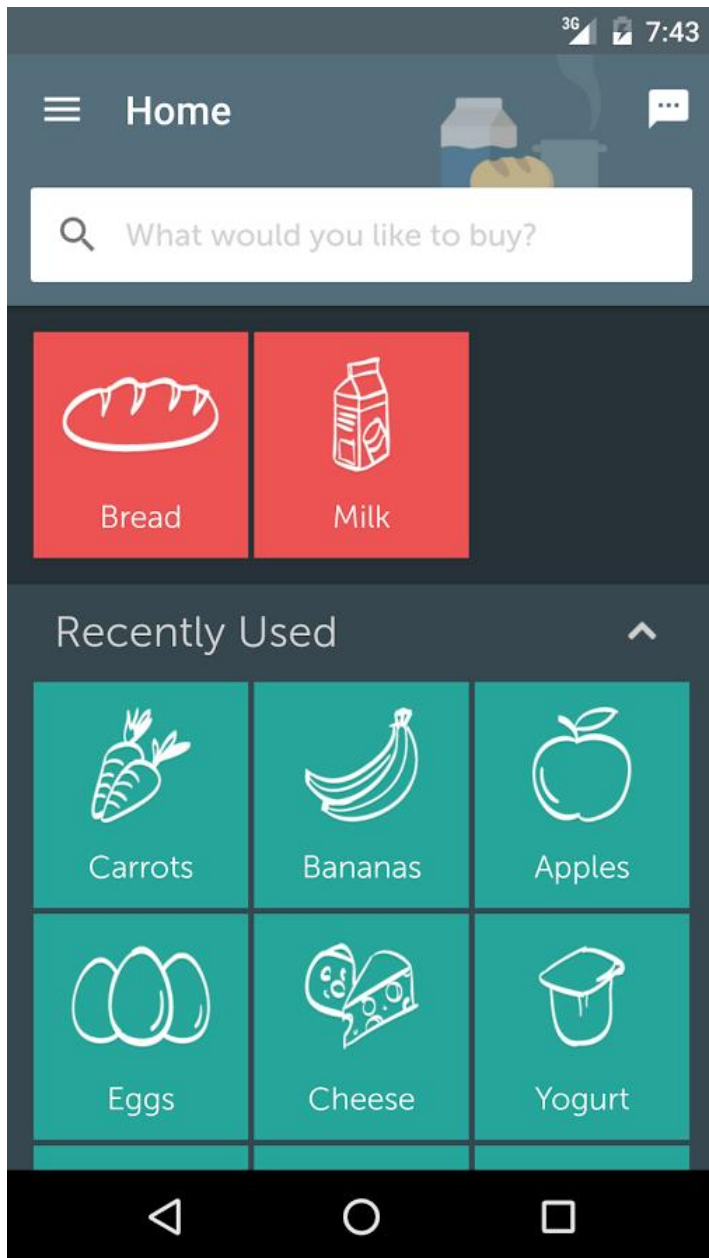 3G 7:43
Home
What would you like to buy?
Bread Milk
Recently Used
Carrots Bananas Apples
Eggs Cheese Yogurt